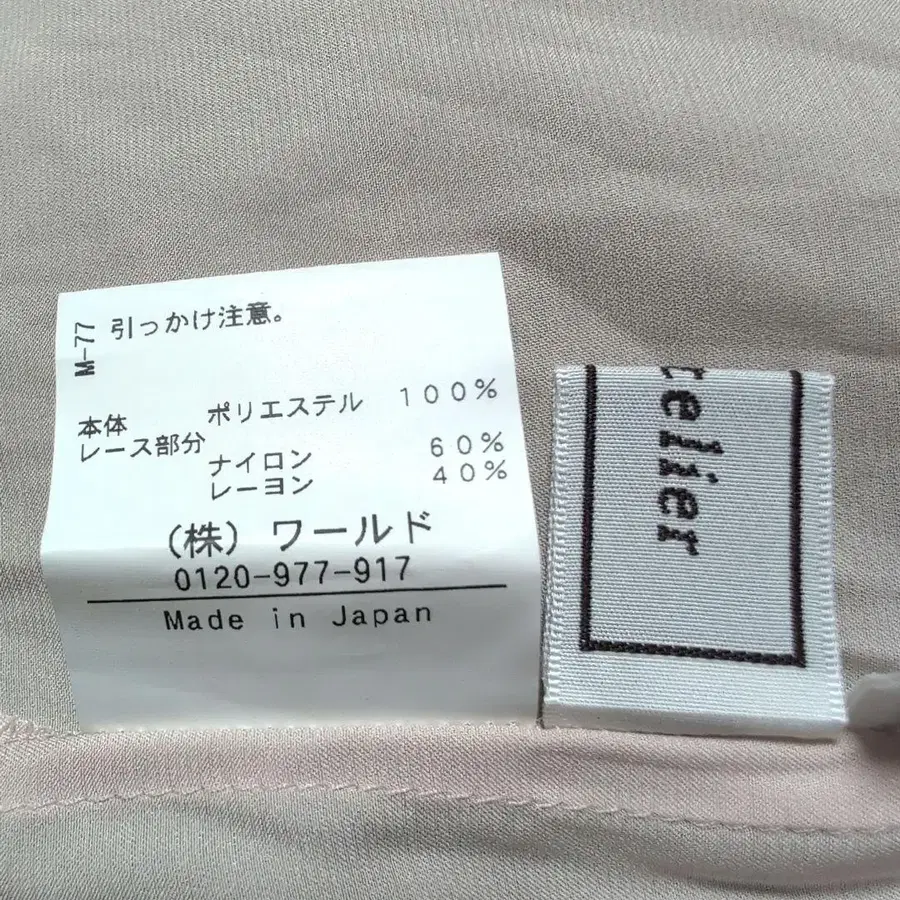 M-77
引っかけ注意。
本体 ポリエステル 100%
レース部分
ナイロン 60%
レーヨン 40%
(株) ワールド
0120-977-917
Made in Japan
telier